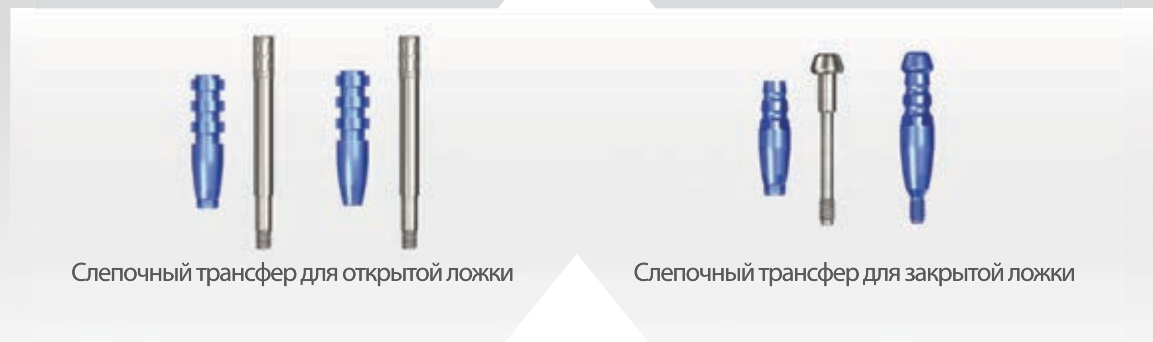 Слепочный трансфер для открытой ложки
Слепочный трансфер для закрытой ложки